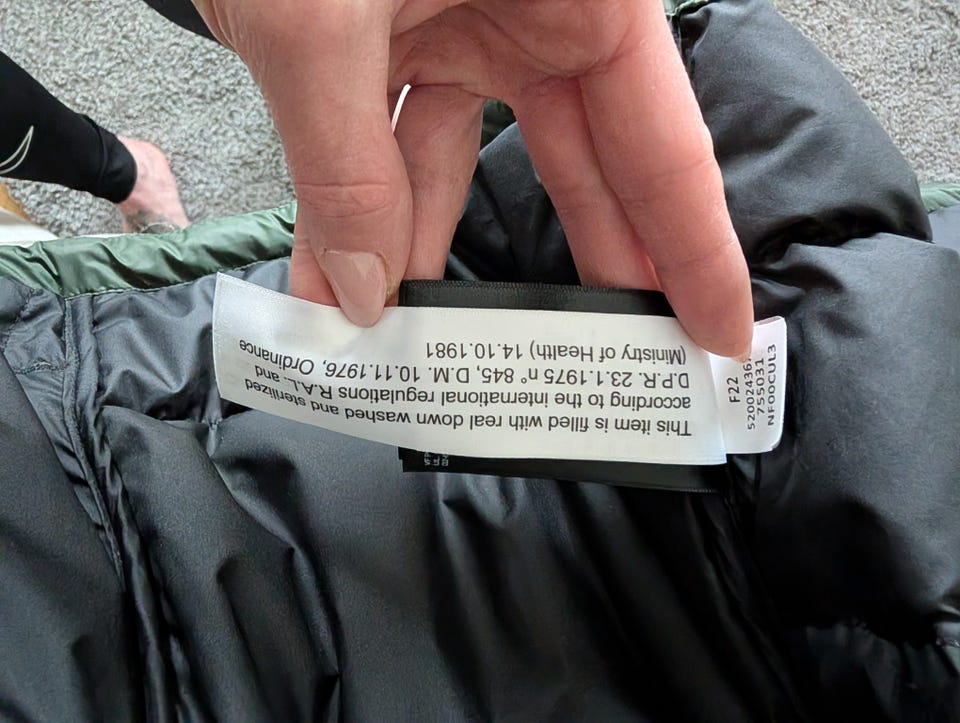 This item is filled with real down washed and sterilized
according to the international regulations R.A.L. and
D.P.R. 23.1.1975 n° 845, D.M. 10.11.1976, Ordinance
(Ministry of Health) 14.10.1981
F22
755031
NF0OCUL3